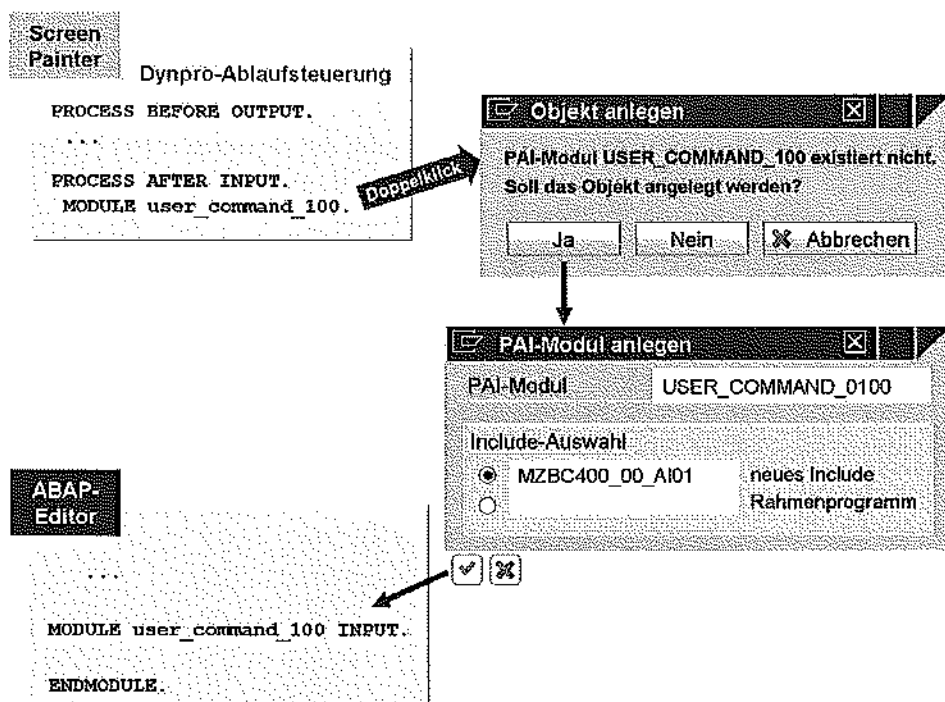 Screen
Painter
Dynpro-Ablaufsteuerung
PROCESS BEFORE OUTPUT.
...
PROCESS AFTER INPUT.
MODULE user_command_100.
Doppelklick
Objekt anlegen
PAI-Modul USER_COMMAND_100 existiert nicht.
Soll das Objekt angelegt werden?
Ja Nein Abbrechen
PAI-Modul anlegen
PAI-Modul USER_COMMAND_0100
Include-Auswahl
MZBC400_00_AI01 neues Include
Rahmenprogramm
ABAP-
Editor
...
MODULE user_command_100 INPUT.
ENDMODULE.